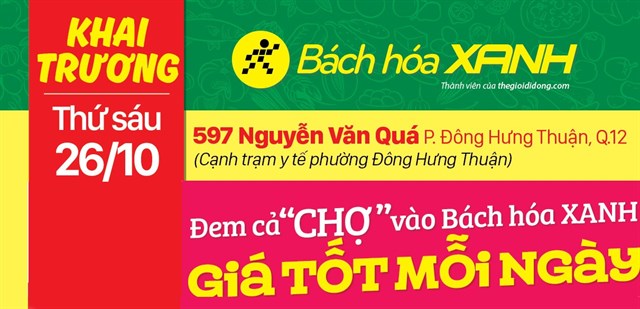 KHAI
TRƯƠNG
Thứ sáu
26/10
Bách hóa XANH
Thành viên của thegioididong.com
597 Nguyễn Văn Quá P. Đông Hưng Thuận, Q.12
(Cạnh trạm y tế phường Đông Hưng Thuận)
Đem cả “CHỢ” vào Bách hóa XANH
Giá TỐT MỖI NGÀY